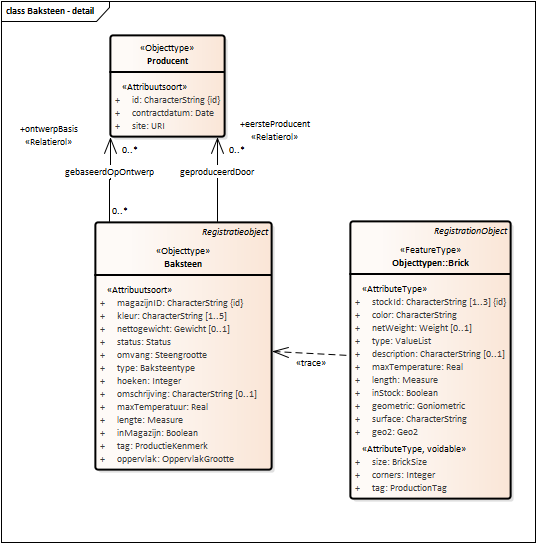 class Baksteen - detail
«Objecttype»
Producent
«Attribuutsoort»
+ id: CharacterString {id}
+ contractdatum: Date
+ site: URI
+ontwerpBasis
«Relatierol»
0..*
+eersteProducent
«Relatierol»
0..*
gebaseerdOpOntwerp
geproduceerdDoor
0..*
Registratieobject
«Objecttype»
Baksteen
«Attribuutsoort»
+ magazijnID: CharacterString {id}
+ kleur: CharacterString [1..5]
+ nettogewicht: Gewicht [0..1]
+ status: Status
+ omvang: Steengrootte
+ type: Baksteentype
+ hoeken: Integer
+ omschrijving: CharacterString [0..1]
+ maxTemperatuur: Real
+ lengte: Measure
+ inMagazijn: Boolean
+ tag: ProductieKenmerk
+ oppervlak: OppervlakGrootte
«trace»
RegistrationObject
«FeatureType»
Objecttypen::Brick
«AttributeType»
+ stockId: CharacterString [1..3] {id}
+ color: CharacterString
+ netWeight: Weight [0..1]
+ type: ValueList
+ description: CharacterString [0..1]
+ maxTemperature: Real
+ length: Measure
+ inStock: Boolean
+ geometric: Goniometric
+ surface: CharacterString
+ geo2: Geo2
«AttributeType, voidable»
+ size: BrickSize
+ corners: Integer
+ tag: ProductionTag